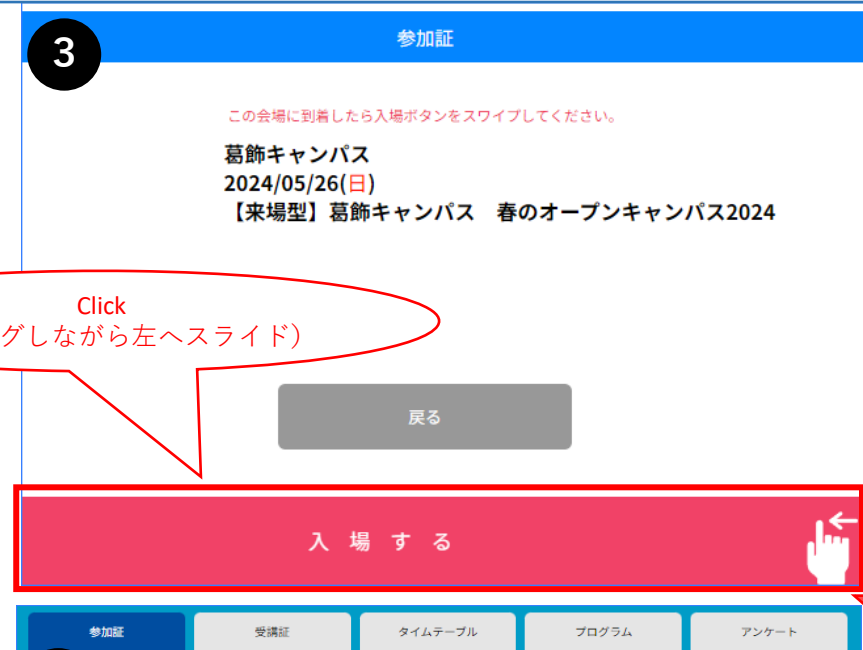 3
参加証
この会場に到着したら入場ボタンをスワイプしてください。
葛飾キャンパス
2024/05/26(日)
【来場型】葛飾キャンパス 春のオープンキャンパス2024
Click
グしながら左へスライド)
戻る
入場する
参加証
受講証
タイムテーブル
プログラム
アンケート